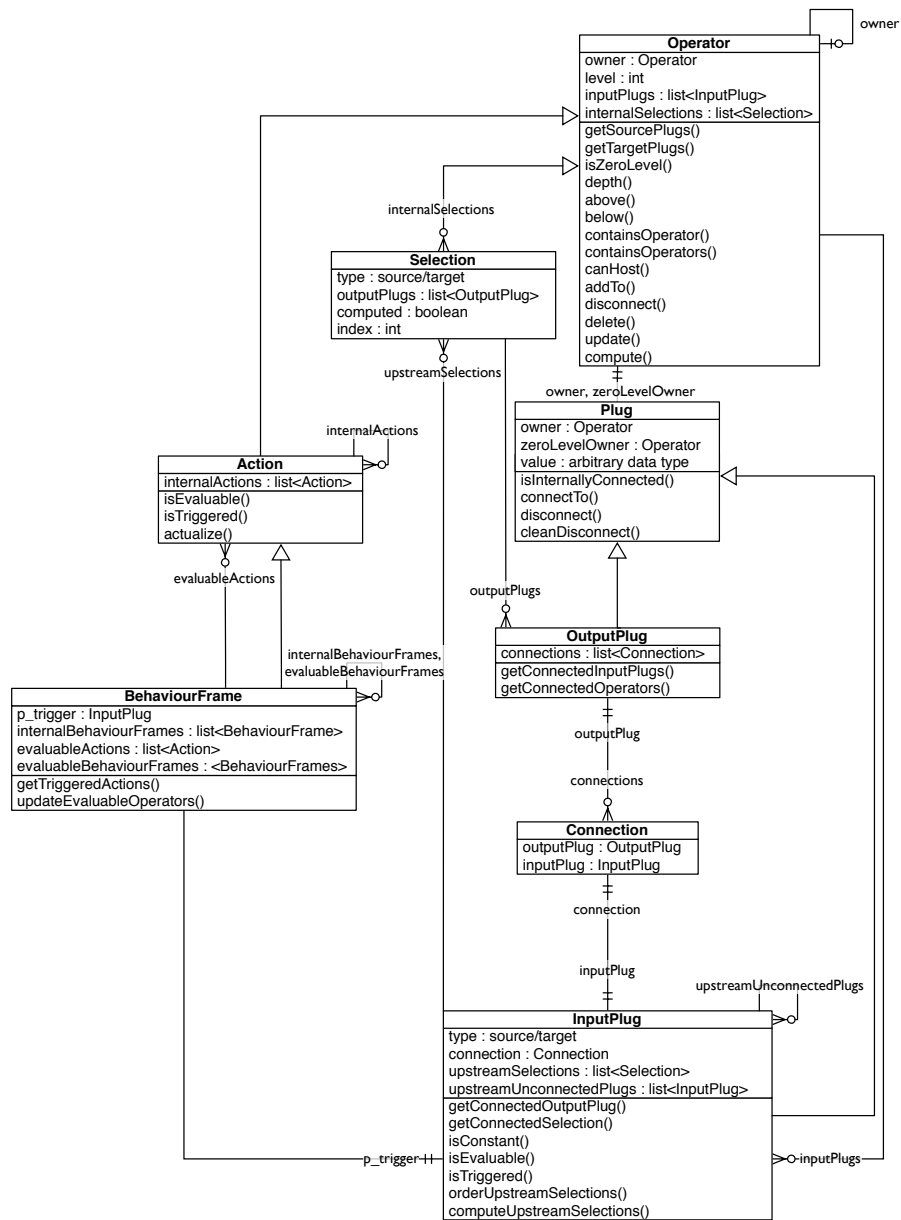 owner
Operator
owner : Operator
level : int
inputPlugs : list<InputPlug>
internalSelections : list<Selection>
getSourcePlugs()
getTargetPlugs()
isZeroLevel()
depth()
above()
below()
containsOperator()
containsOperators()
canHost()
addTo()
disconnect()
delete()
update()
compute()
internalSelections
Selection
type : source/target
outputPlugs : list<OutputPlug>
computed : boolean
index : int
upstreamSelections
owner, zeroLevelOwner
Plug
owner : Operator
zeroLevelOwner : Operator
value : arbitrary data type
isInternallyConnected()
connectTo()
disconnect()
cleanDisconnect()
internalActions
Action
internalActions : list<Action>
isEvaluable()
isTriggered()
actualize()
evaluableActions
outputPlugs
OutputPlug
connections : list<Connection>
getConnectedInputPlugs()
getConnectedOperators()
internalBehaviourFrames,
evaluableBehaviourFrames
BehaviourFrame
p_trigger : InputPlug
internalBehaviourFrames : list<BehaviourFrame>
evaluableActions : list<Action>
evaluableBehaviourFrames : <BehaviourFrames>
getTriggeredActions()
updateEvaluableOperators()
outputPlug
connections
Connection
outputPlug : OutputPlug
inputPlug : InputPlug
connection
inputPlug
upstreamUnconnectedPlugs
InputPlug
type : source/target
connection : Connection
upstreamSelections : list<Selection>
upstreamUnconnectedPlugs : list<InputPlug>
getConnectedOutputPlug()
getConnectedSelection()
isConstant()
isEvaluable()
isTriggered()
orderUpstreamSelections()
computeUpstreamSelections()
p_trigger
inputPlugs